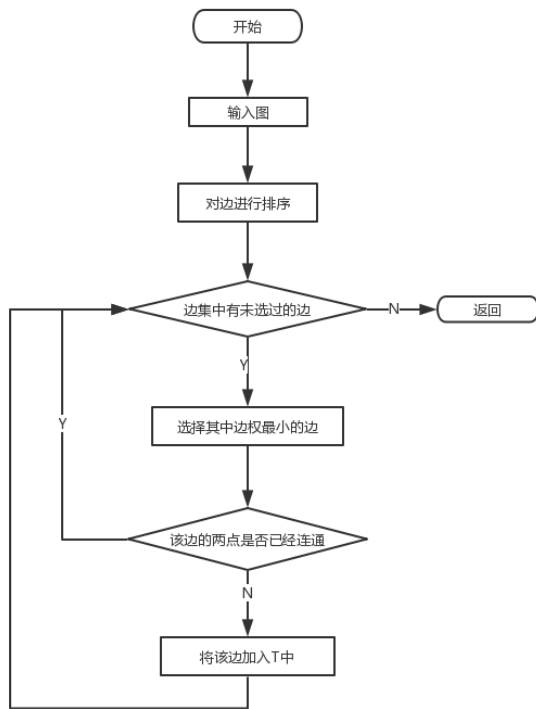 开始
输入图
对边进行排序
边集中有未选过的边
N
返回
Y
选择其中边权最小的边
Y
该边的两点是否已经连通
N
将该边加入T中